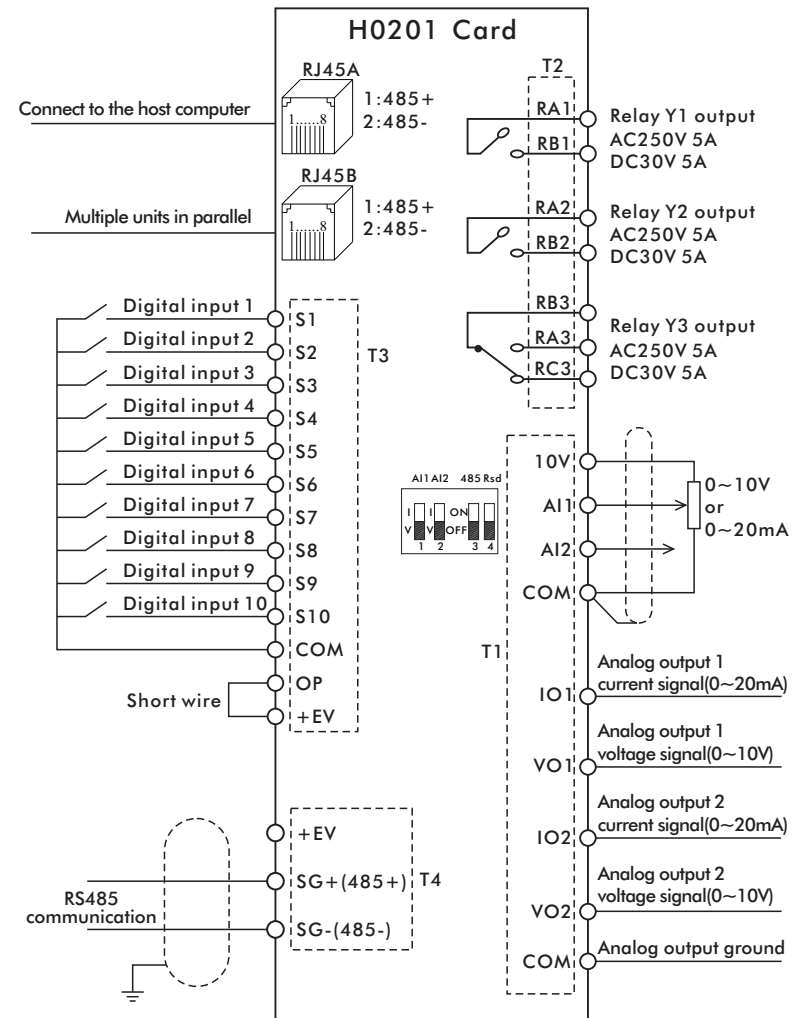 H0201 Card
RJ45A
Connect to the host computer
1:485+
2:485-
1......8
RJ45B
Multiple units in parallel
1:485+
2:485-
1......8
T2
RA1
RB1
Relay Y1 output
AC250V 5A
DC30V 5A
RA2
RB2
Relay Y2 output
AC250V 5A
DC30V 5A
RB3
RA3
RC3
Relay Y3 output
AC250V 5A
DC30V 5A
Digital input 1
S1
Digital input 2
S2
Digital input 3
S3
Digital input 4
S4
Digital input 5
S5
Digital input 6
S6
Digital input 7
S7
Digital input 8
S8
Digital input 9
S9
Digital input 10
S10
COM
OP
Short wire
+EV
T3
AI1 AI2 485 Rsd
I I ON
V V OFF
1 2 3 4
10V
AI1
AI2
COM
0~10V
or
0~20mA
T1
Analog output 1
current signal(0~20mA)
IO1
Analog output 1
voltage signal(0~10V)
VO1
Analog output 2
current signal(0~20mA)
IO2
Analog output 2
voltage signal(0~10V)
VO2
Analog output ground
COM
+EV
SG+(485+)
T4
RS485
communication
SG-(485-)